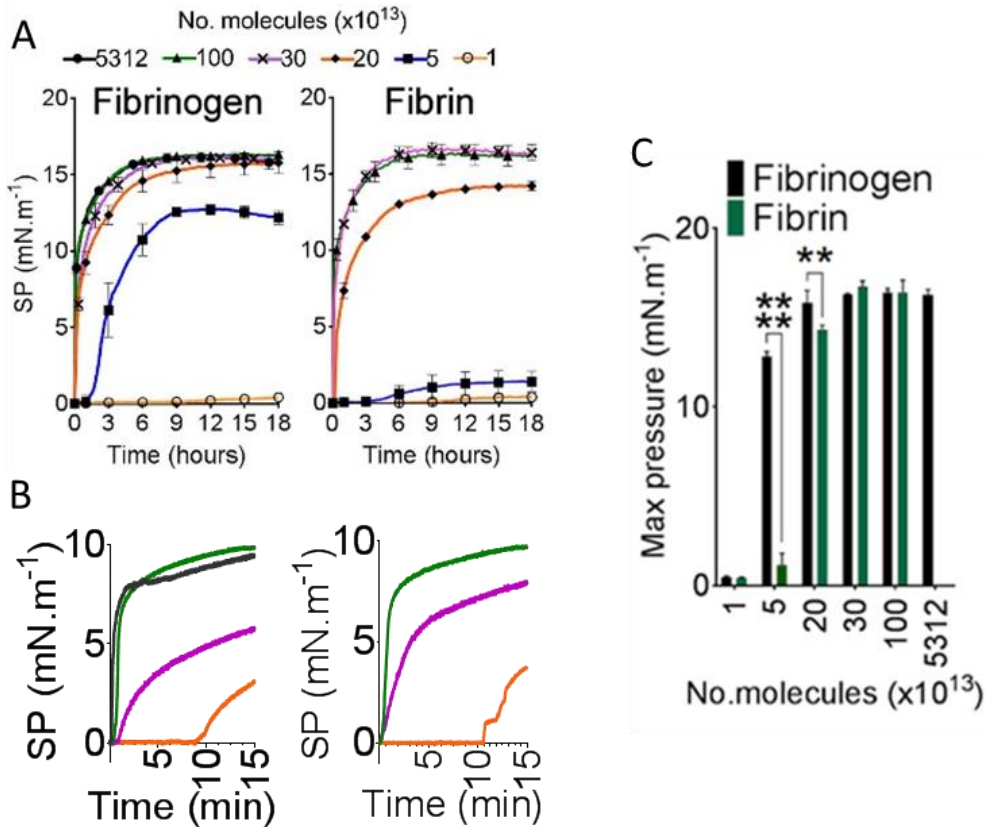 A
No. molecules (x10¹³)
5312 100 30 20 5 1
Fibrinogen
SP (mN.m⁻¹)
20
15
10
5
0
0 3 6 9 12 15 18
Time (hours)
Fibrin
20
15
10
5
0
0 3 6 9 12 15 18
Time (hours)
B
SP (mN.m⁻¹)
10
5
0
5 10 15
Time (min)
SP (mN.m⁻¹)
10
5
0
5 10 15
Time (min)
C
Fibrinogen
Fibrin
Max pressure (mN.m⁻¹)
20
10
0
**
**
**
1 5 20 30 100 5312
No.molecules (x10¹³)